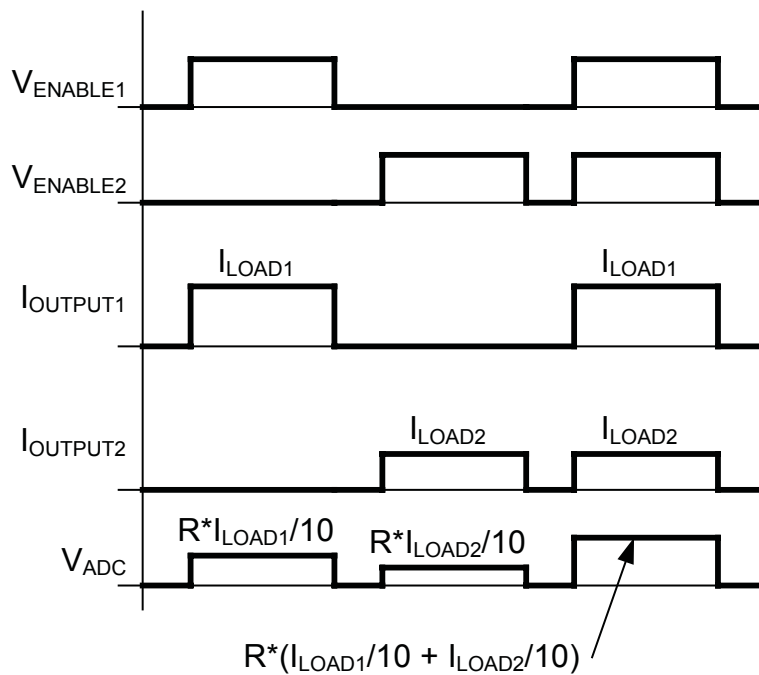 V_ENABLE1
V_ENABLE2
I_LOAD1 I_LOAD1
I_OUTPUT1
I_LOAD2 I_LOAD2
I_OUTPUT2
R*I_LOAD1/10 R*I_LOAD2/10
V_ADC
R*(I_LOAD1/10 + I_LOAD2/10)